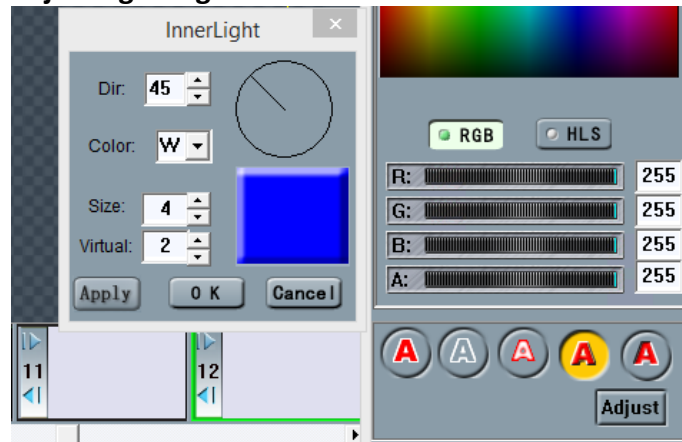 InnerLight
Dir: 45
Color: W
Size: 4
Virtual: 2
Apply O K Cancel
11
12
RGB HLS
R: 255
G: 255
B: 255
A: 255
A A A A A
Adjust